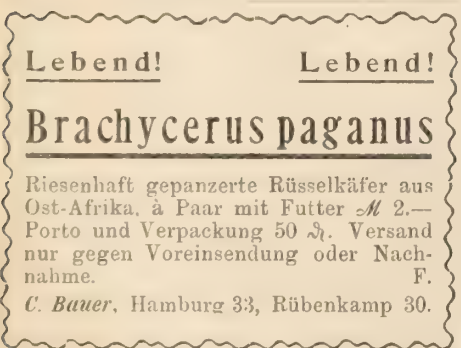 Lebend! Lebend!
Brachycerus paganus
Riesenhaft gepanzerte Rüsselkäfer aus
Ost-Afrika, à Paar mit Futter ℳ 2.—
Porto und Verpackung 50 ₰. Versand
nur gegen Voreinsendung oder Nach-
nahme. F.
C. Bauer, Hamburg 33, Rübenkamp 30.